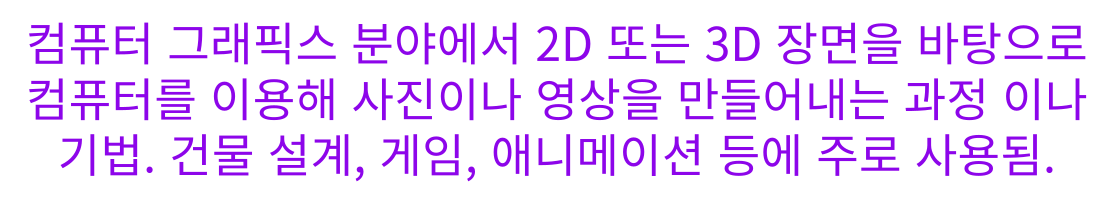 컴퓨터 그래픽스 분야에서 2D 또는 3D 장면을 바탕으로
컴퓨터를 이용해 사진이나 영상을 만들어내는 과정 이나
기법. 건물 설계, 게임, 애니메이션 등에 주로 사용됨.